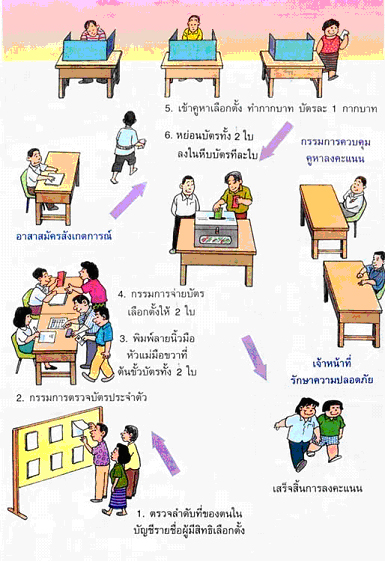 5. เข้าคูหาเลือกตั้ง ทำกากบาท บัตรละ 1 กากบาท
6. หย่อนบัตรทั้ง 2 ใบ
ลงในหีบบัตรทีละใบ
กรรมการควบคุม
คูหาลงคะแนน
อาสาสมัครสังเกตการณ์
4. กรรมการจ่ายบัตร
เลือกตั้งให้ 2 ใบ
3. พิมพ์ลายนิ้วมือ
หัวแม่มือขวาที่
ต้นขั้วบัตรทั้ง 2 ใบ
เจ้าหน้าที่
รักษาความปลอดภัย
2. กรรมการตรวจบัตรประจำตัว
เสร็จสิ้นการลงคะแนน
1. ตรวจลำดับที่ของตนใน
บัญชีรายชื่อผู้มีสิทธิเลือกตั้ง